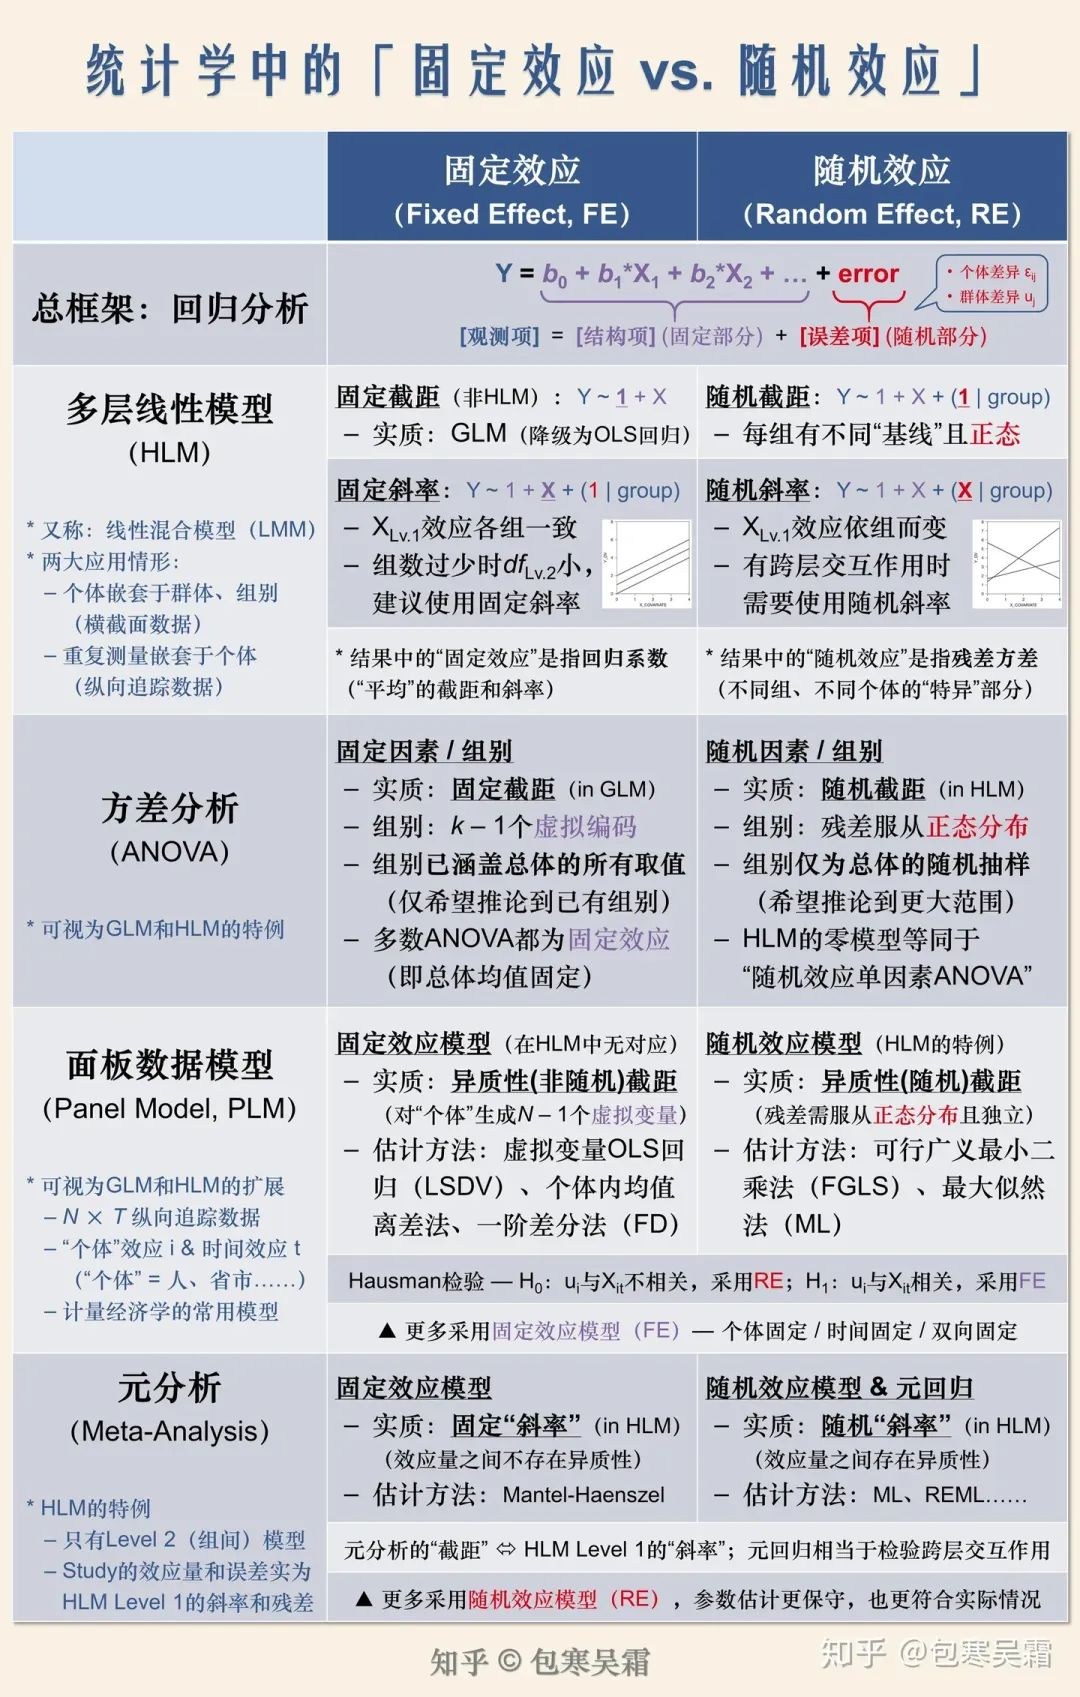 统计学中的「固定效应 vs. 随机效应」
固定效应
（Fixed Effect, FE）
随机效应
（Random Effect, RE）
总框架：回归分析
Y = b0 + b1*X1 + b2*X2 + … + error
• 个体差异 εij
• 群体差异 uj
[观测项] = [结构项] (固定部分) + [误差项] (随机部分)
多层线性模型
（HLM）
* 又称：线性混合模型（LMM）
* 两大应用情形：
– 个体嵌套于群体、组别
（横截面数据）
– 重复测量嵌套于个体
（纵向追踪数据）
固定截距（非HLM）: Y ~ 1 + X
– 实质：GLM（降级为OLS回归）
随机截距: Y ~ 1 + X + (1 | group)
– 每组有不同“基线”且正态
固定斜率: Y ~ 1 + X + (1 | group)
– XLv.1效应各组一致
– 组数过少时dfLv.2小，
建议使用固定斜率
随机斜率: Y ~ 1 + X + (X | group)
– XLv.1效应依组而变
– 有跨层交互作用时
需要使用随机斜率
* 结果中的“固定效应”是指回归系数
（“平均”的截距和斜率）
* 结果中的“随机效应”是指残差方差
（不同组、不同个体的“特异”部分）
方差分析
（ANOVA）
* 可视为GLM和HLM的特例
固定因素 / 组别
– 实质：固定截距（in GLM）
– 组别：k – 1个虚拟编码
– 组别已涵盖总体的所有取值
（仅希望推论到已有组别）
– 多数ANOVA都为固定效应
（即总体均值固定）
随机因素 / 组别
– 实质：随机截距（in HLM）
– 组别：残差服从正态分布
– 组别仅为总体的随机抽样
（希望推论到更大范围）
– HLM的零模型等同于
“随机效应单因素ANOVA”
面板数据模型
（Panel Model, PLM）
* 可视为GLM和HLM的扩展
– N × T 纵向追踪数据
– “个体”效应 i & 时间效应 t
（“个体” = 人、省市……）
– 计量经济学的常用模型
固定效应模型（在HLM中无对应）
– 实质：异质性(非随机)截距
（对“个体”生成N – 1个虚拟变量）
– 估计方法：虚拟变量OLS回
归（LSDV）、个体内均值
离差法、一阶差分法（FD）
随机效应模型（HLM的特例）
– 实质：异质性(随机)截距
（残差需服从正态分布且独立）
– 估计方法：可行广义最小二
乘法（FGLS）、最大似然
法（ML）
Hausman检验 — H0：ui与Xit不相关，采用RE；H1：ui与Xit相关，采用FE
▲ 更多采用固定效应模型（FE）— 个体固定 / 时间固定 / 双向固定
元分析
（Meta-Analysis）
* HLM的特例
– 只有Level 2（组间）模型
– Study的效应量和误差实为
HLM Level 1的斜率和残差
固定效应模型
– 实质：固定“斜率”（in HLM）
（效应量之间不存在异质性）
– 估计方法：Mantel-Haenszel
随机效应模型 & 元回归
– 实质：随机“斜率”（in HLM）
（效应量之间存在异质性）
– 估计方法：ML、REML……
元分析的“截距” ⇔ HLM Level 1的“斜率”；元回归相当于检验跨层交互作用
▲ 更多采用随机效应模型（RE），参数估计更保守，也更符合实际情况
知乎 © 包寒吴霜
知乎 @包寒吴霜